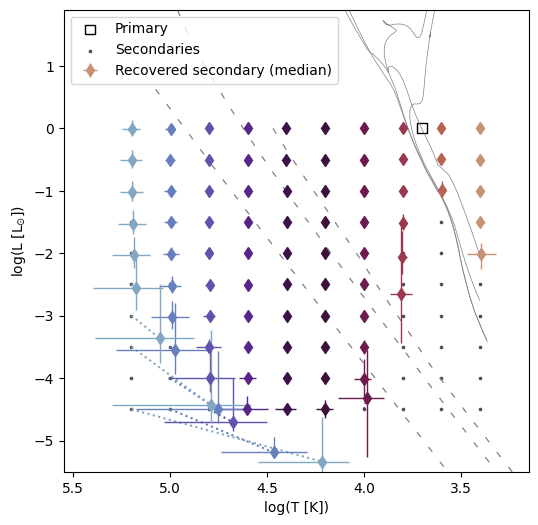 Primary
Secondaries
Recovered secondary (median)
1
0
−1
−2
−3
−4
−5
log(L [L☉])
5.5
5.0
4.5
4.0
3.5
log(T [K])